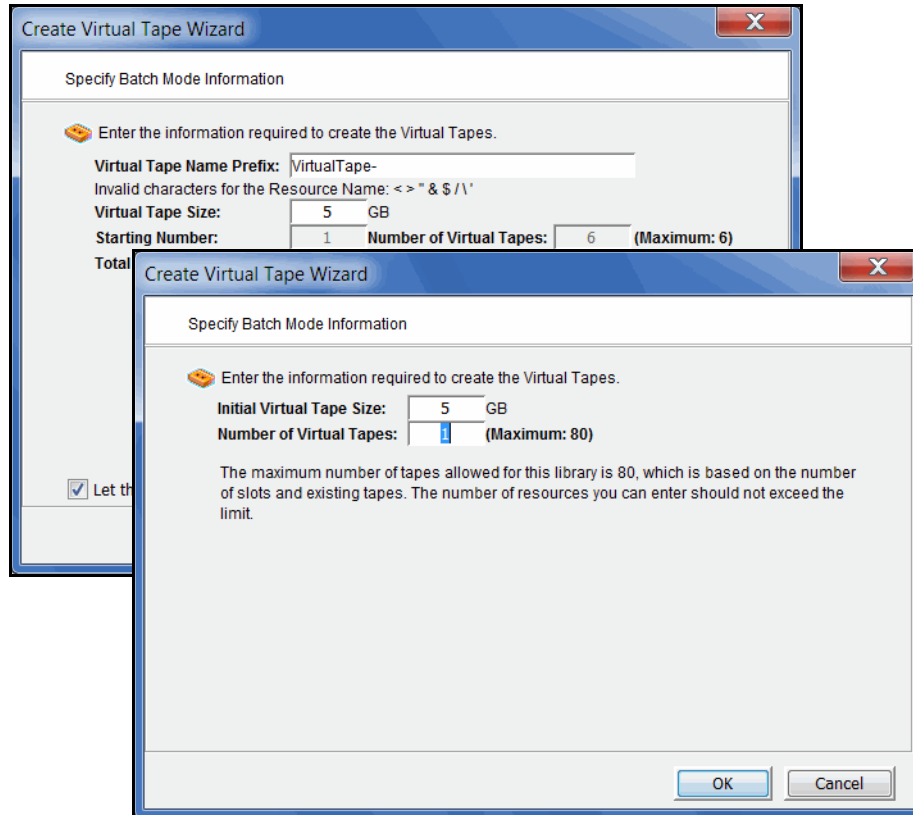 Create Virtual Tape Wizard
Specify Batch Mode Information
Enter the information required to create the Virtual Tapes.
Virtual Tape Name Prefix: VirtualTape-
Invalid characters for the Resource Name: < > " & $ / \ '
Virtual Tape Size: 5 GB
Starting Number: 1 Number of Virtual Tapes: 6 (Maximum: 6)
Total
Let th
Create Virtual Tape Wizard
Specify Batch Mode Information
Enter the information required to create the Virtual Tapes.
Initial Virtual Tape Size: 5 GB
Number of Virtual Tapes: 1 (Maximum: 80)
The maximum number of tapes allowed for this library is 80, which is based on the number
of slots and existing tapes. The number of resources you can enter should not exceed the
limit.
OK Cancel